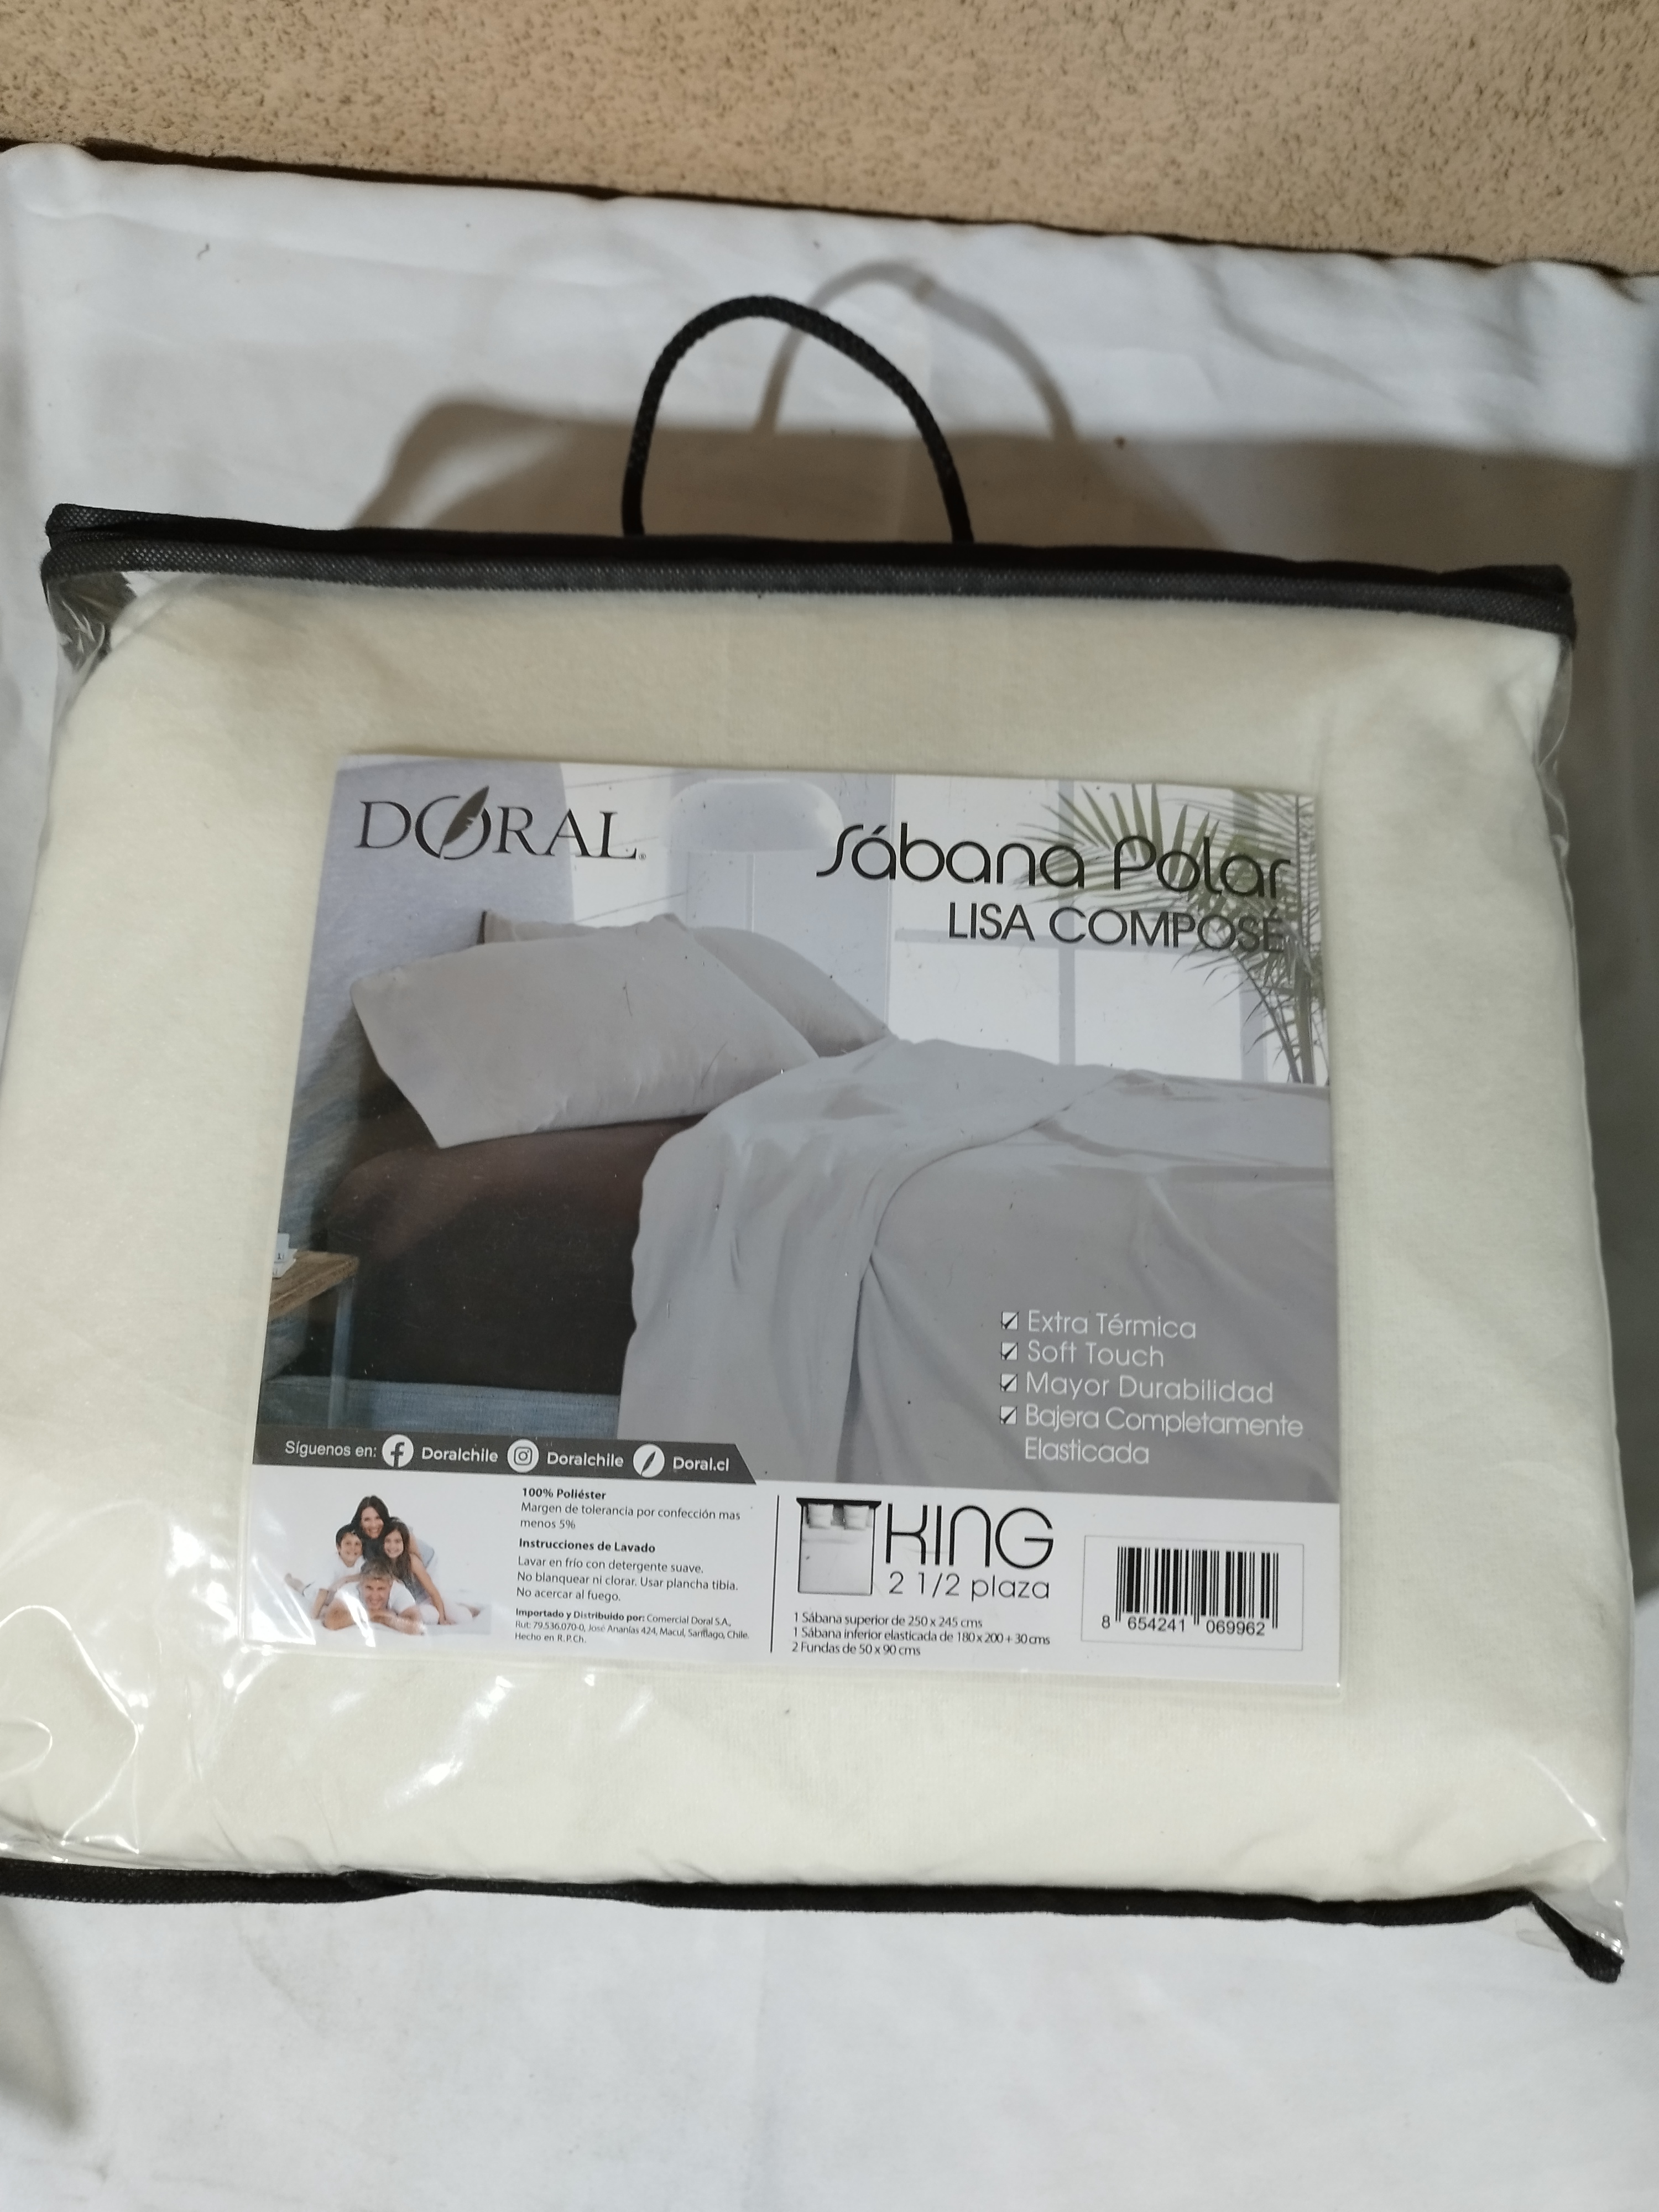 DORAL
Sábana Polar
LISA COMPOSÉ
Extra Térmica
Soft Touch
Mayor Durabilidad
Bajera Completamente
Elasticada
Síguenos en: Doralchile Doralchile Doral.cl
100% Poliéster
Margen de tolerancia por confección mas
menos 5%
Instrucciones de Lavado
Lavar en frío con detergente suave.
No blanquear ni clorar. Usar plancha tibia.
No acercar al fuego.
Importado y Distribuido por: Comercial Doral S.A.,
Rut: 79.536.070-0, José Ananías 424, Macul, Santiago, Chile.
Hecho en R.P.Ch.
KING
2 1/2 plaza
1 Sábana superior de 250 x 245 cms
1 Sábana inferior elasticada de 180 x 200 + 30 cms
2 Fundas de 50 x 90 cms
8 654241 069962